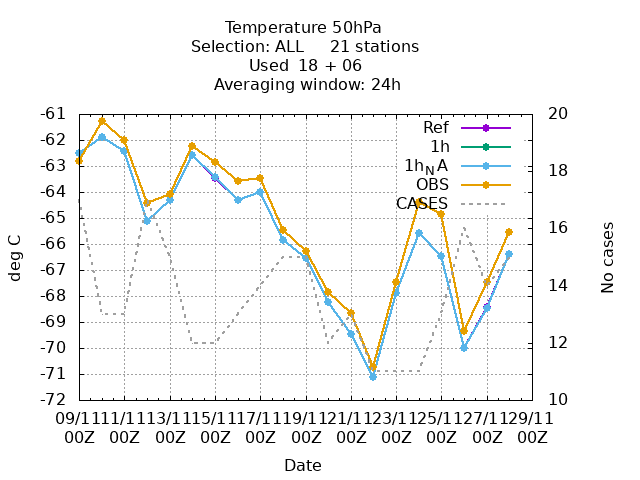 Temperature 50hPa
Selection: ALL 21 stations
Used 18 + 06
Averaging window: 24h
-61
-62
-63
-64
-65
-66
-67
-68
-69
-70
-71
-72
20
18
16
14
12
10
deg C
No cases
Ref
1h
1hNA
OBS
CASES
09/11 11/11 13/11 15/11 17/11 19/11 21/11 23/11 25/11 27/11 29/11
00Z 00Z 00Z 00Z 00Z 00Z 00Z 00Z 00Z 00Z 00Z
Date